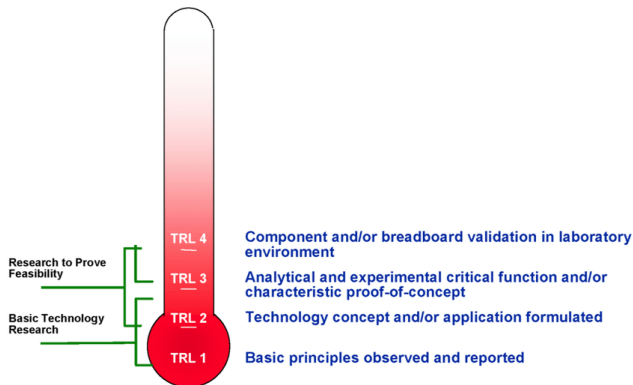 TRL 4
Component and/or breadboard validation in laboratory
environment
Research to Prove
Feasibility
TRL 3
Analytical and experimental critical function and/or
characteristic proof-of-concept
Basic Technology
Research
TRL 2
Technology concept and/or application formulated
TRL 1
Basic principles observed and reported